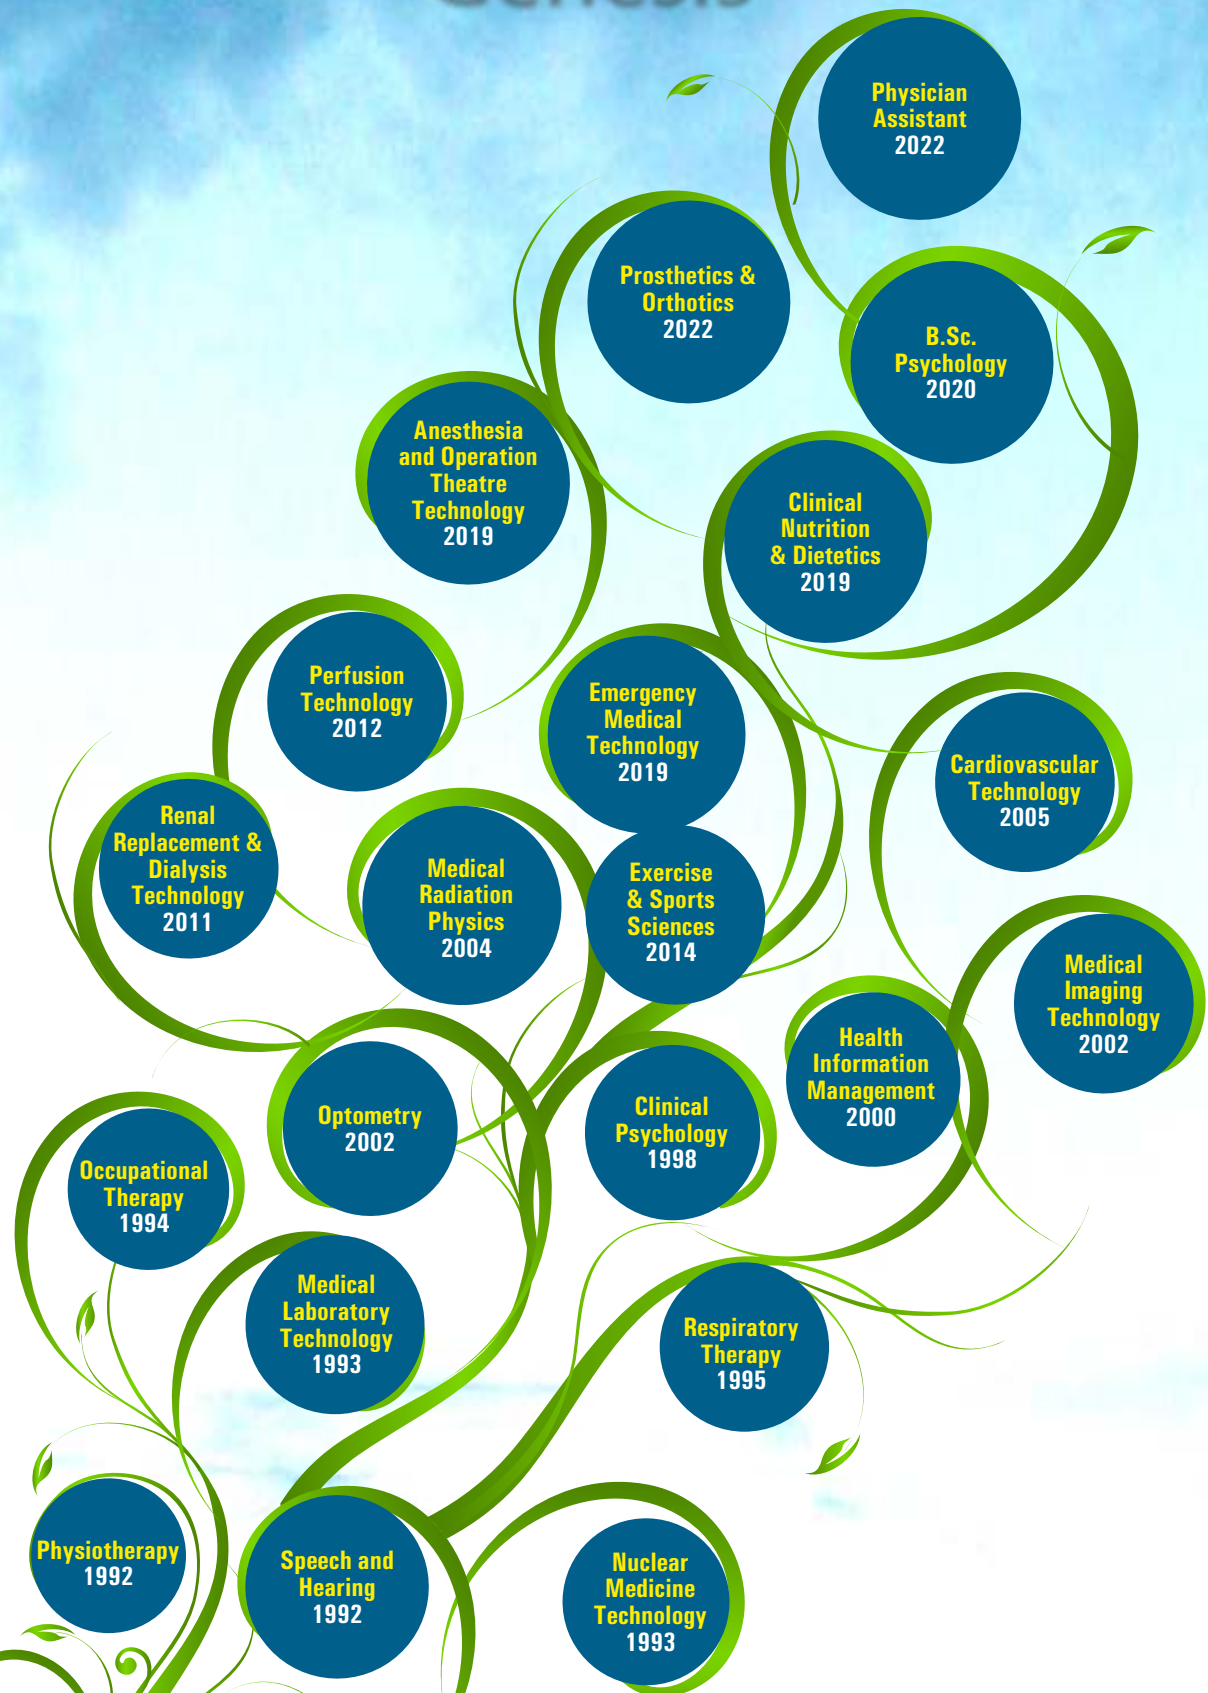 Genesis
Physician
Assistant
2022
Prosthetics &
Orthotics
2022
B.Sc.
Psychology
2020
Anesthesia
and Operation
Theatre
Technology
2019
Clinical
Nutrition
& Dietetics
2019
Perfusion
Technology
2012
Emergency
Medical
Technology
2019
Cardiovascular
Technology
2005
Renal
Replacement &
Dialysis
Technology
2011
Medical
Radiation
Physics
2004
Exercise
& Sports
Sciences
2014
Medical
Imaging
Technology
2002
Health
Information
Management
2000
Optometry
2002
Clinical
Psychology
1998
Occupational
Therapy
1994
Medical
Laboratory
Technology
1993
Respiratory
Therapy
1995
Physiotherapy
1992
Speech and
Hearing
1992
Nuclear
Medicine
Technology
1993